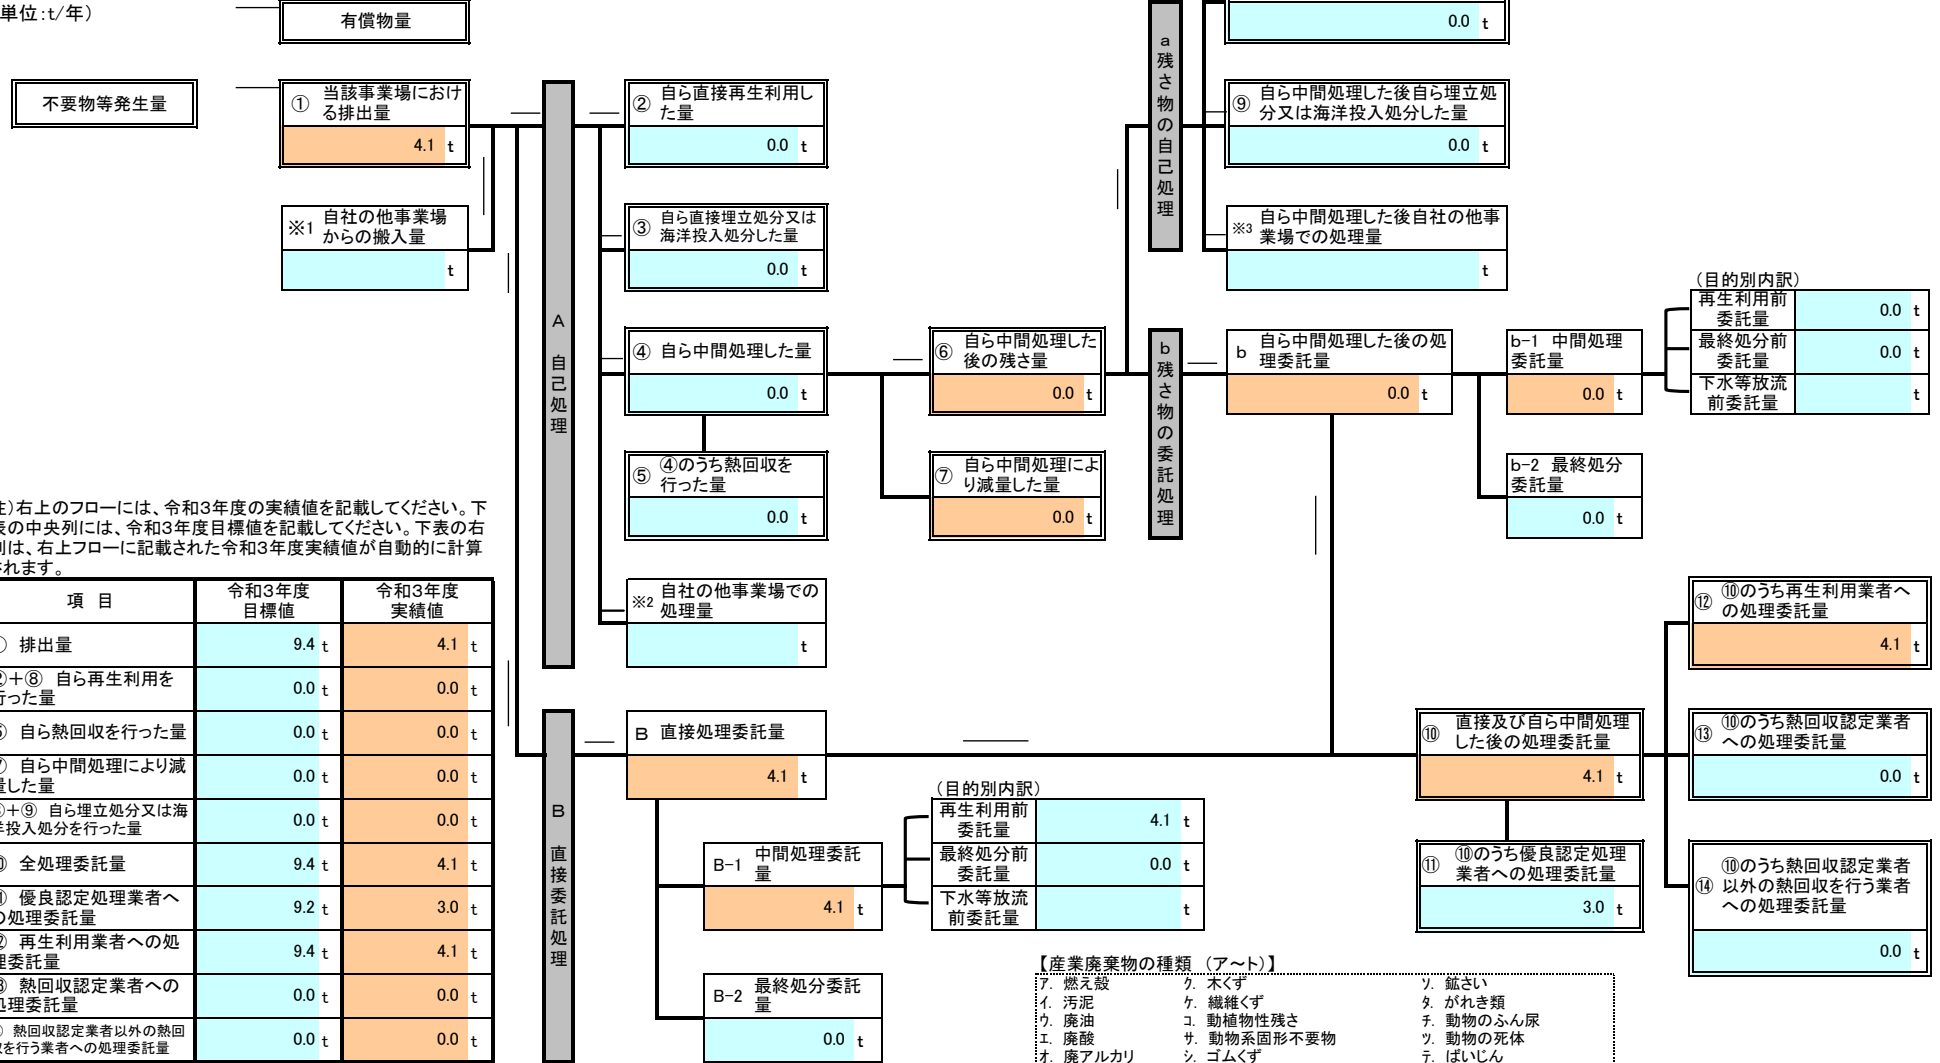 単位:t/年）
有償物量
0.0 t
不要物等発生量
① 当該事業場におけ
る排出量
4.1 t
※1 自社の他事業場
からの搬入量
t
A 自己処理
② 自ら直接再生利用し
た量
0.0 t
③ 自ら直接埋立処分又は
海洋投入処分した量
0.0 t
④ 自ら中間処理した量
0.0 t
⑤ ④のうち熱回収を
行った量
0.0 t
※2 自社の他事業場での
処理量
t
⑥ 自ら中間処理した
後の残さ量
0.0 t
⑦ 自ら中間処理によ
り減量した量
0.0 t
a 残さ物の自己処理
⑨ 自ら中間処理した後自ら埋立処
分又は海洋投入処分した量
0.0 t
※3 自ら中間処理した後自社の他事
業場での処理量
t
b 残さ物の委託処理
b 自ら中間処理した後の処
理委託量
0.0 t
b-1 中間処理
委託量
0.0 t
（目的別内訳）
再生利用前
委託量 0.0 t
最終処分前
委託量 0.0 t
下水等放流
前委託量 t
b-2 最終処分
委託量
0.0 t
注)右上のフローには、令和3年度の実績値を記載してください。下
表の中央列には、令和3年度目標値を記載してください。下表の右
列は、右上フローに記載された令和3年度実績値が自動的に計算
されます。
項 目 令和3年度
目標値 令和3年度
実績値
排出量 9.4 t 4.1 t
②+⑧ 自ら再生利用を
行った量 0.0 t 0.0 t
⑤ 自ら熱回収を行った量 0.0 t 0.0 t
⑦ 自ら中間処理により減
量した量 0.0 t 0.0 t
③+⑨ 自ら埋立処分又は海
洋投入処分を行った量 0.0 t 0.0 t
⑩ 全処理委託量 9.4 t 4.1 t
⑪ 優良認定処理業者へ
の処理委託量 9.2 t 3.0 t
⑫ 再生利用業者への処
理委託量 9.4 t 4.1 t
⑬ 熱回収認定業者への
処理委託量 0.0 t 0.0 t
熱回収認定業者以外の熱回
収を行う業者への処理委託量 0.0 t 0.0 t
B 直接委託処理
B 直接処理委託量
4.1 t
B-1 中間処理委託
量
4.1 t
（目的別内訳）
再生利用前
委託量 4.1 t
最終処分前
委託量 0.0 t
下水等放流
前委託量 t
B-2 最終処分委託
量
0.0 t
⑩ 直接及び自ら中間処理
した後の処理委託量
4.1 t
⑪ ⑩のうち優良認定処理
業者への処理委託量
3.0 t
⑫ ⑩のうち再生利用業者へ
の処理委託量
4.1 t
⑬ ⑩のうち熱回収認定業者
への処理委託量
0.0 t
⑭ ⑩のうち熱回収認定業者
以外の熱回収を行う業者
への処理委託量
0.0 t
【産業廃棄物の種類 （ア～ト）】
ア. 燃え殻 ク. 木くず ソ. 鉱さい
イ. 汚泥 ケ. 繊維くず タ. がれき類
ウ. 廃油 コ. 動植物性残さ チ. 動物のふん尿
エ. 廃酸 サ. 動物系固形不要物 ツ. 動物の死体
オ. 廃アルカリ シ. ゴムくず テ. ばいじん